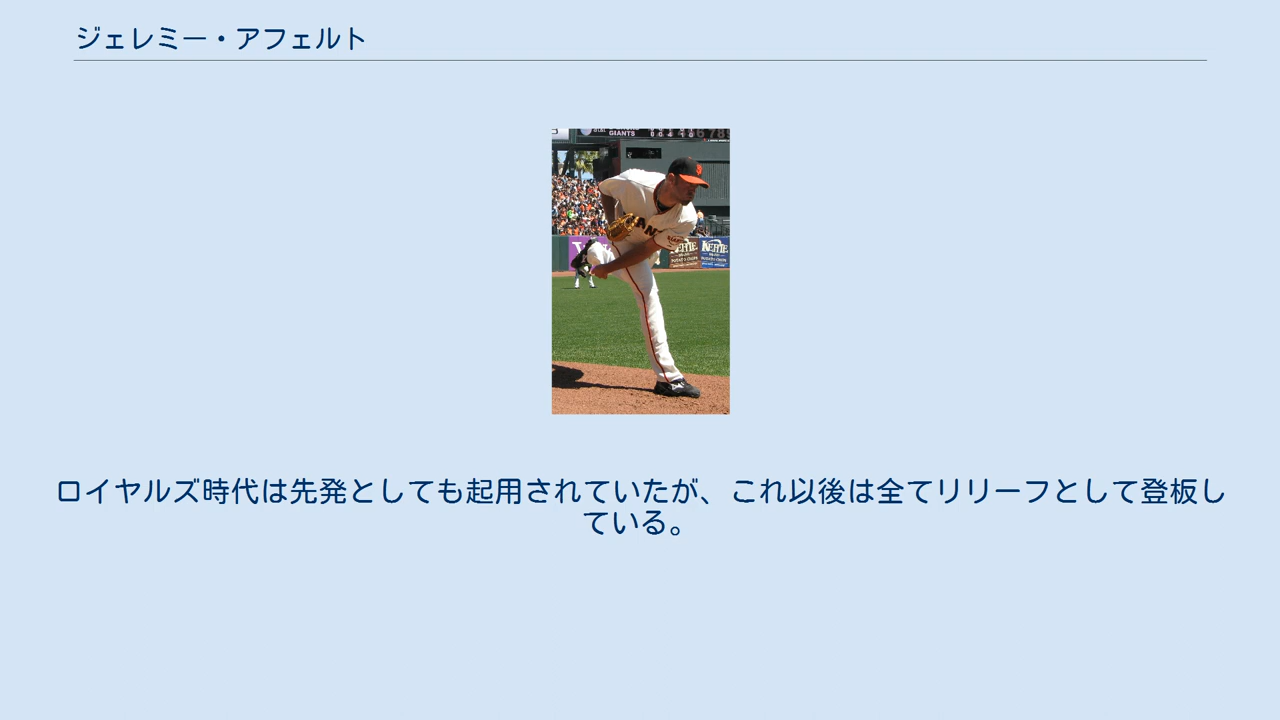 ジェレミー・アフェルト
GIANTS
ロイヤルズ時代は先発としても起用されていたが、これ以後は全てリリーフとして登板し
ている。